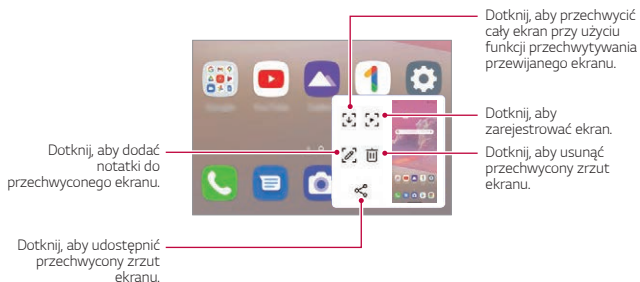 Dotknij, aby przechwycić
cały ekran przy użyciu
funkcji przechwytywania
przewijanego ekranu.
Dotknij, aby
zarejestrować ekran.
Dotknij, aby dodać
notatki do
przechwyconego ekranu.
Dotknij, aby usunąć
przechwycony zrzut
ekranu.
Dotknij, aby udostępnić
przechwycony zrzut
ekranu.